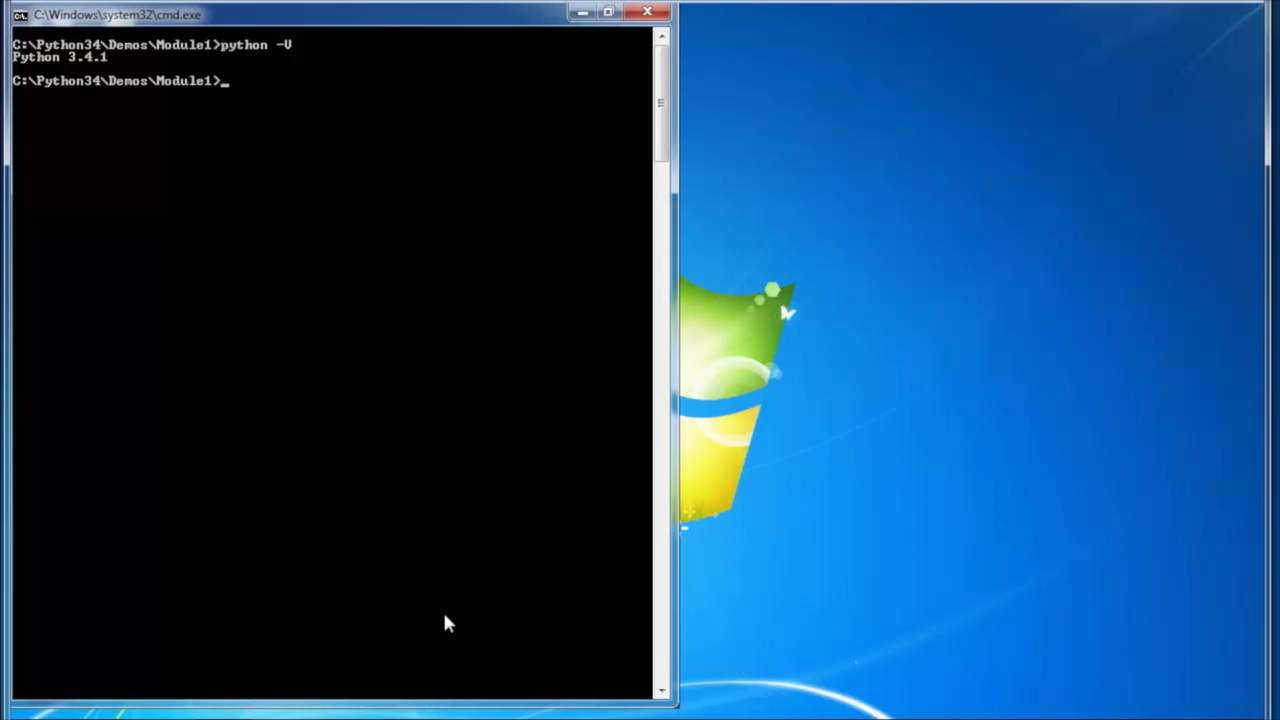 C:\Windows\system32\cmd.exe
C:\Python34\Demos\Module1>python -V
Python 3.4.1
C:\Python34\Demos\Module1>_